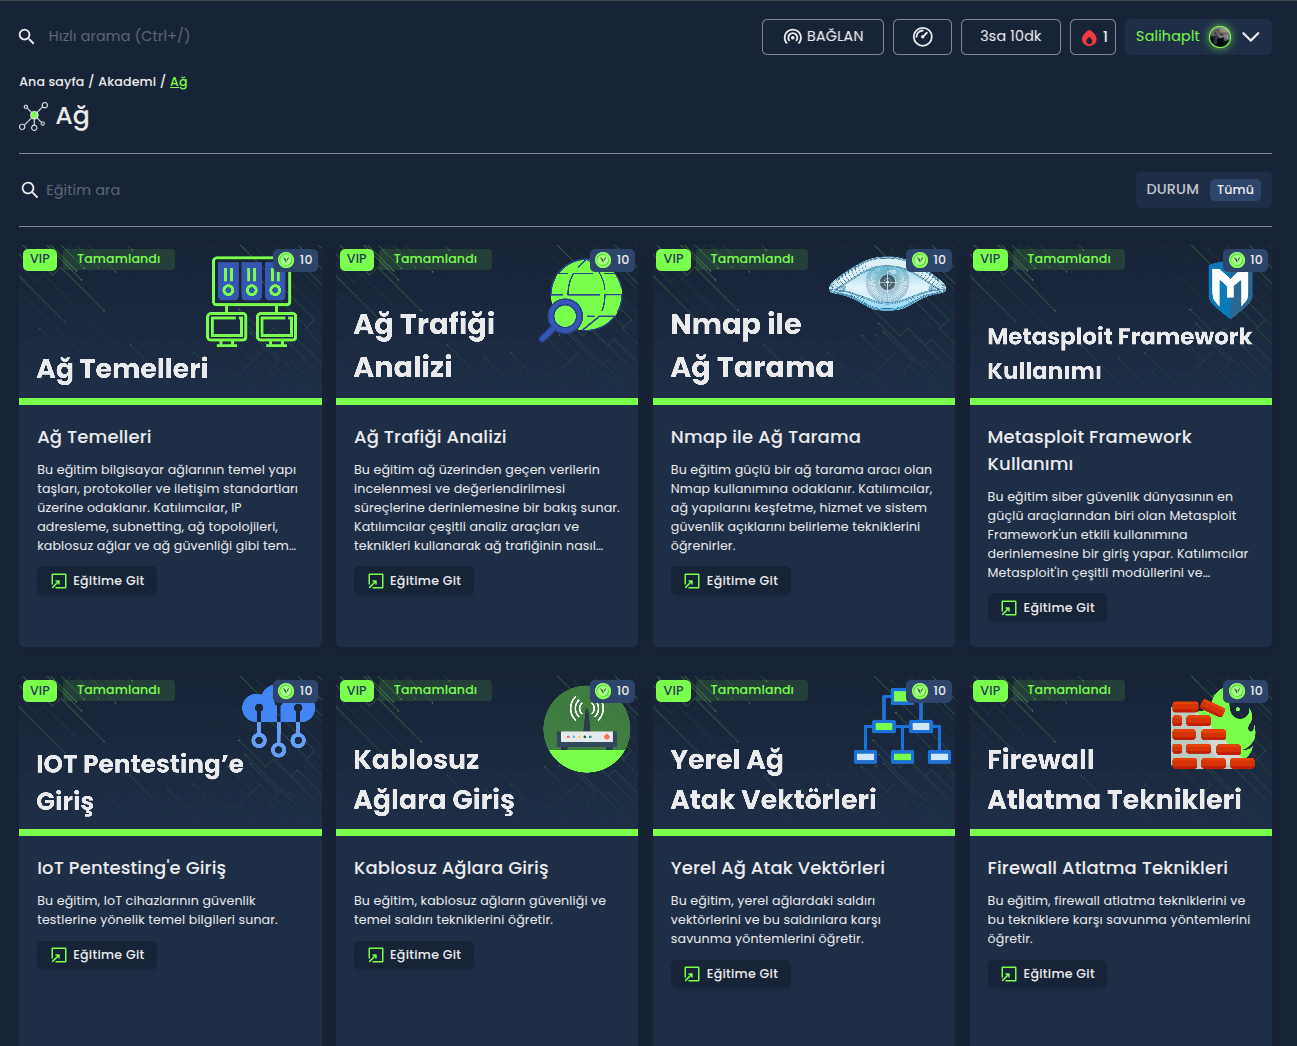 Hızlı arama (Ctrl+/)
BAĞLAN
3sa 10dk
1
Salihaplt
Ana sayfa / Akademi / Ağ
Ağ
Eğitim ara
DURUM Tümü
VIP Tamamlandı 10
Ağ Temelleri
Ağ Temelleri
Bu eğitim bilgisayar ağlarının temel yapı
taşları, protokoller ve iletişim standartları
üzerine odaklanır. Katılımcılar, IP
adresleme, subnetting, ağ topolojileri,
kablosuz ağlar ve ağ güvenliği gibi tem...
Eğitime Git
VIP Tamamlandı 10
Ağ Trafiği
Analizi
Ağ Trafiği Analizi
Bu eğitim ağ üzerinden geçen verilerin
incelenmesi ve değerlendirilmesi
süreçlerine derinlemesine bir bakış sunar.
Katılımcılar çeşitli analiz araçları ve
teknikleri kullanarak ağ trafiğinin nasıl...
Eğitime Git
VIP Tamamlandı 10
Nmap ile
Ağ Tarama
Nmap ile Ağ Tarama
Bu eğitim güçlü bir ağ tarama aracı olan
Nmap kullanımına odaklanır. Katılımcılar,
ağ yapılarını keşfetme, hizmet ve sistem
güvenlik açıklarını belirleme tekniklerini
öğrenirler.
Eğitime Git
VIP Tamamlandı 10
Metasploit Framework
Kullanımı
Metasploit Framework
Kullanımı
Bu eğitim siber güvenlik dünyasının en
güçlü araçlarından biri olan Metasploit
Framework'un etkili kullanımına
derinlemesine bir giriş yapar. Katılımcılar
Metasploit'in çeşitli modüllerini ve...
Eğitime Git
VIP Tamamlandı 10
IOT Pentesting’e
Giriş
IoT Pentesting'e Giriş
Bu eğitim, IoT cihazlarının güvenlik
testlerine yönelik temel bilgileri sunar.
Eğitime Git
VIP Tamamlandı 10
Kablosuz
Ağlara Giriş
Kablosuz Ağlara Giriş
Bu eğitim, kablosuz ağların güvenliği ve
temel saldırı tekniklerini öğretir.
Eğitime Git
VIP Tamamlandı 10
Yerel Ağ
Atak Vektörleri
Yerel Ağ Atak Vektörleri
Bu eğitim, yerel ağlardaki saldırı
vektörlerini ve bu saldırılara karşı
savunma yöntemlerini öğretir.
Eğitime Git
VIP Tamamlandı 10
Firewall
Atlatma Teknikleri
Firewall Atlatma Teknikleri
Bu eğitim, firewall atlatma tekniklerini ve
bu tekniklere karşı savunma yöntemlerini
öğretir.
Eğitime Git